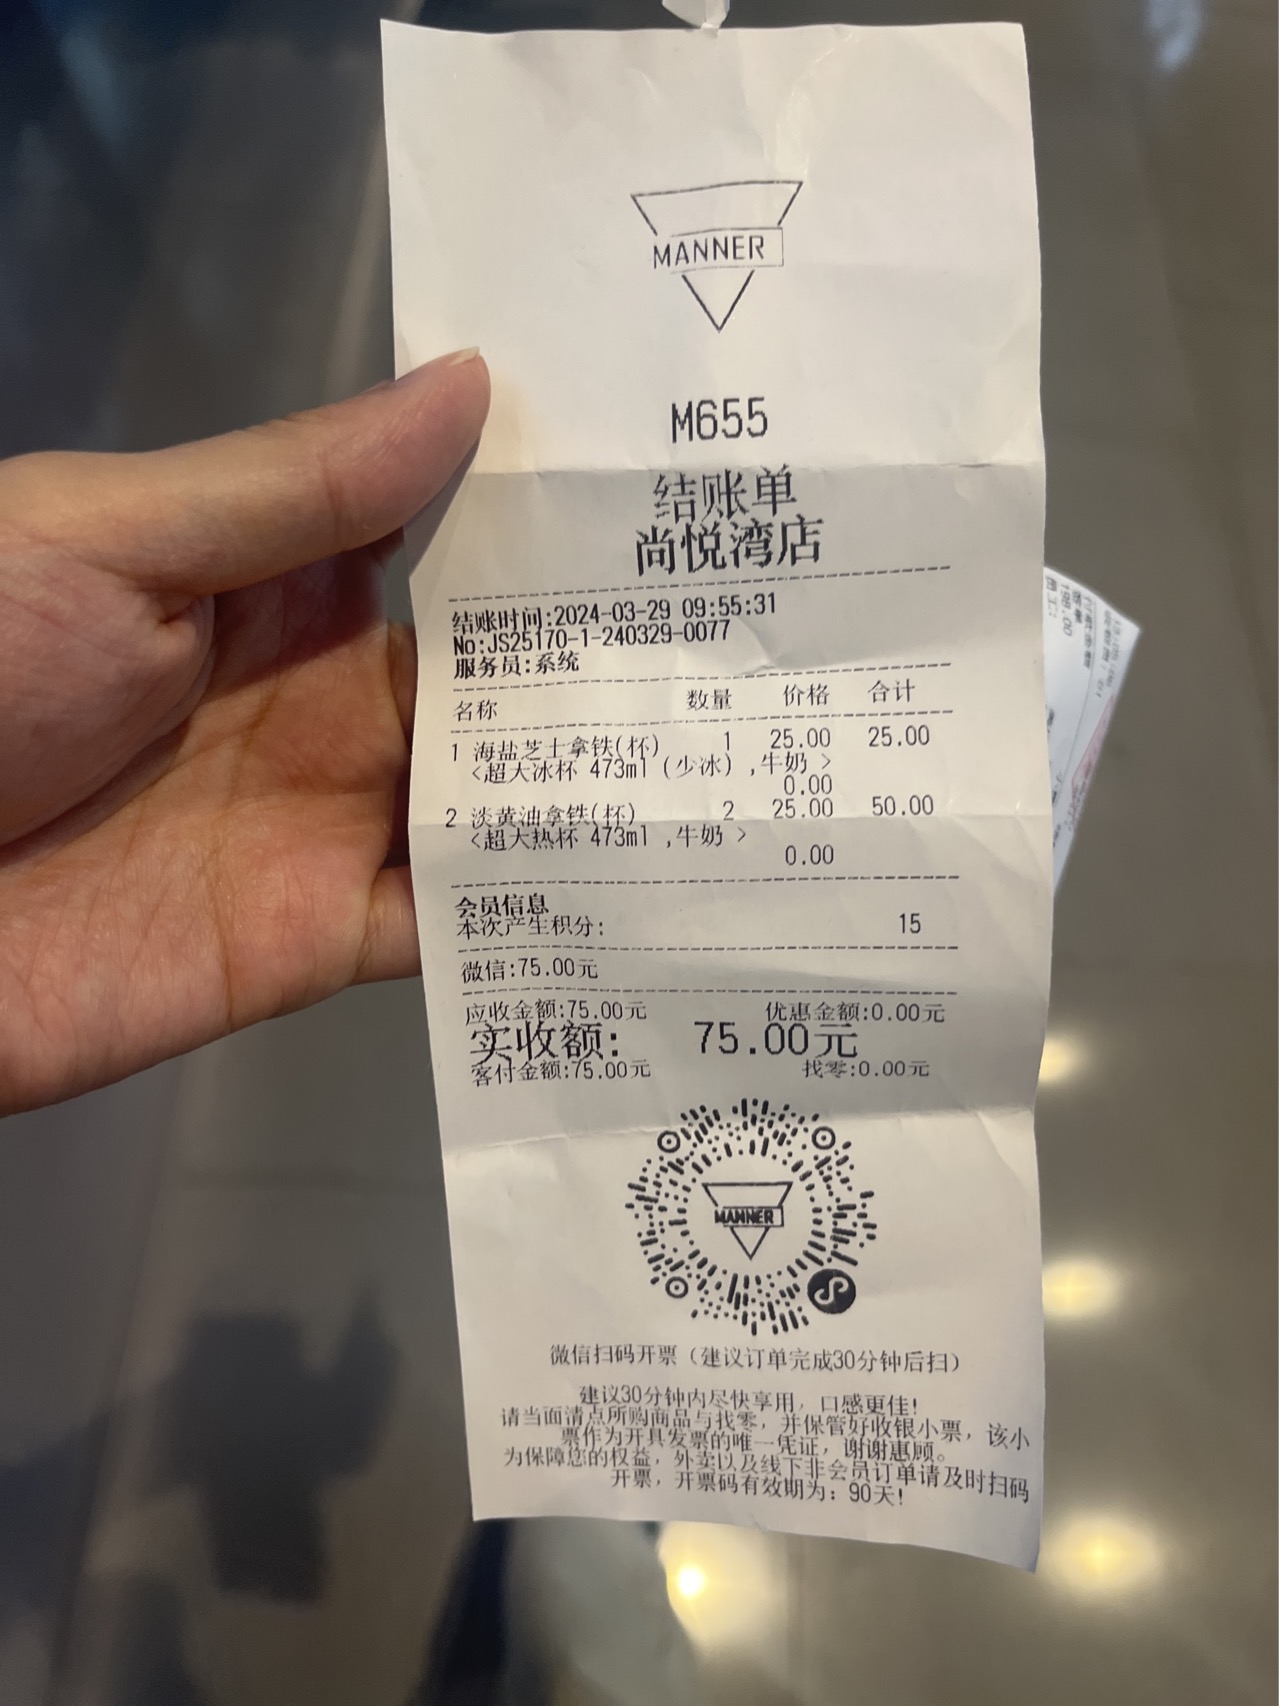 MANNER
M655
结账单
尚悦湾店
结账时间:2024-03-29 09:55:31
No:JS25170-1-240329-0077
服务员:系统
名称 数量 价格 合计
1 海盐芝士拿铁(杯) 1 25.00 25.00
<超大冰杯 473ml (少冰) ,牛奶 >
0.00
2 淡黄油拿铁(杯) 2 25.00 50.00
<超大热杯 473ml ,牛奶 >
0.00
会员信息
本次产生积分: 15
微信:75.00元
应收金额:75.00元 优惠金额:0.00元
实收额: 75.00元
客付金额:75.00元 找零:0.00元
MANNER
微信扫码开票（建议订单完成30分钟后扫）
建议30分钟内尽快享用，口感更佳!
请当面清点所购商品与找零，并保管好收银小票，该小
票作为开具发票的唯一凭证，谢谢惠顾。
为保障您的权益，外卖以及线下非会员订单请及时扫码
开票，开票码有效期为：90天!
198.00